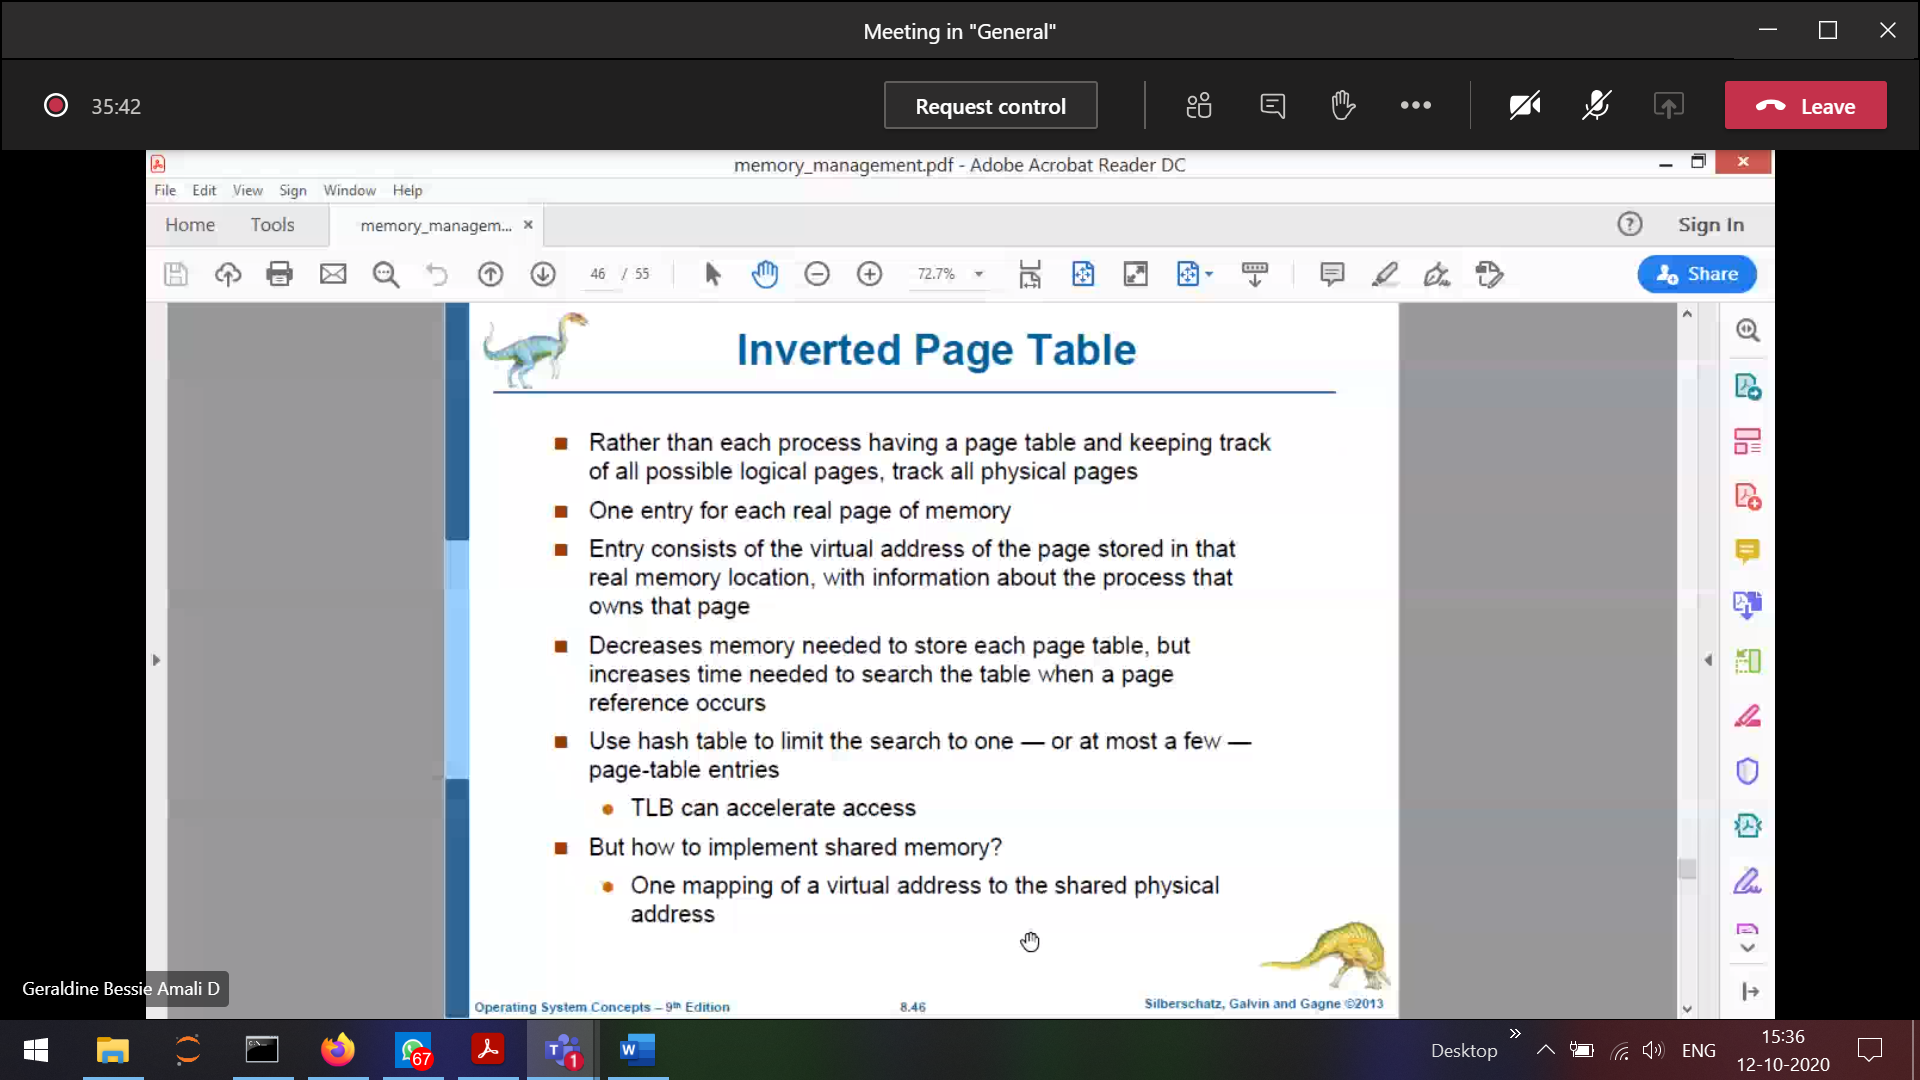 Meeting in "General"
35:42
Request control
Leave
memory_management.pdf - Adobe Acrobat Reader DC
File Edit View Sign Window Help
Home Tools memory_managem... ×
Sign In
46 / 55
72.7%
Share
Inverted Page Table
Rather than each process having a page table and keeping track
of all possible logical pages, track all physical pages
One entry for each real page of memory
Entry consists of the virtual address of the page stored in that
real memory location, with information about the process that
owns that page
Decreases memory needed to store each page table, but
increases time needed to search the table when a page
reference occurs
Use hash table to limit the search to one — or at most a few —
page-table entries
TLB can accelerate access
But how to implement shared memory?
One mapping of a virtual address to the shared physical
address
Geraldine Bessie Amali D
Operating System Concepts – 9th Edition
8.46
Silberschatz, Galvin and Gagne ©2013
67
1
Desktop
ENG
15:36
12-10-2020